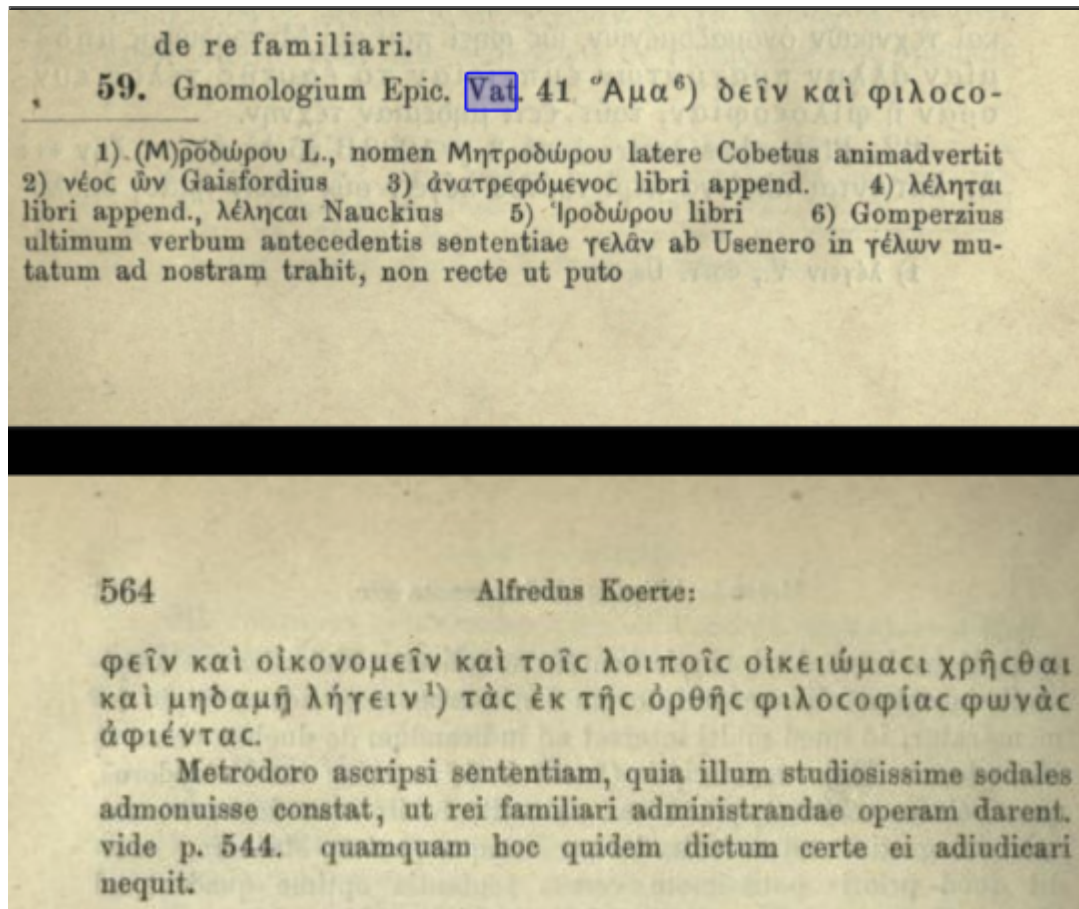 de re familiari.
59. Gnomologium Epic. Vat. 41 Ἅμα⁶) δεῖν καὶ φιλοϲο-
1) (Μ)ρ̅ο̅δώρου L., nomen Μητροδώρου latere Cobetus animadvertit
2) νέοϲ ὢν Gaisfordius 3) ἀνατρεφόμενοϲ libri append. 4) λέληται
libri append., λέληϲαι Nauckius 5) Ἰροδώρου libri 6) Gomperzius
ultimum verbum antecedentis sententiae γελᾶν ab Usenero in γέλων mu-
tatum ad nostram trahit, non recte ut puto
564 Alfredus Koerte:
φεῖν καὶ οἰκονομεῖν καὶ τοῖϲ λοιποῖϲ οἰκειώμαϲι χρῆϲθαι
καὶ μηδαμῇ λήγειν¹) τὰϲ ἐκ τῆϲ ὀρθῆϲ φιλοϲοφίαϲ φωνὰϲ
ἀφιένταϲ.
Metrodoro ascripsi sententiam, quia illum studiosissime sodales
admonuisse constat, ut rei familiari administrandae operam darent.
vide p. 544. quamquam hoc quidem dictum certe ei adiudicari
nequit.